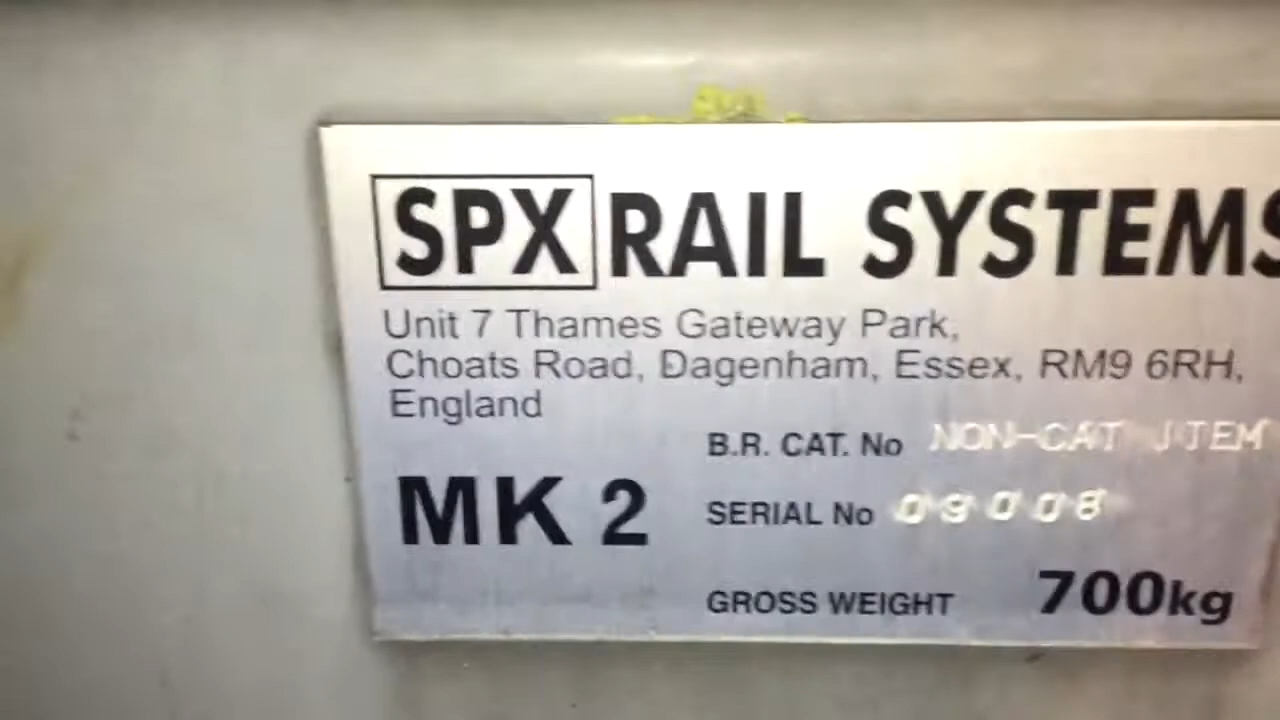 SPX RAIL SYSTEMS
Unit 7 Thames Gateway Park,
Choats Road, Dagenham, Essex, RM9 6RH,
England
B.R. CAT. No NON-CAT ITEM
MK 2
SERIAL No 09008
GROSS WEIGHT 700kg